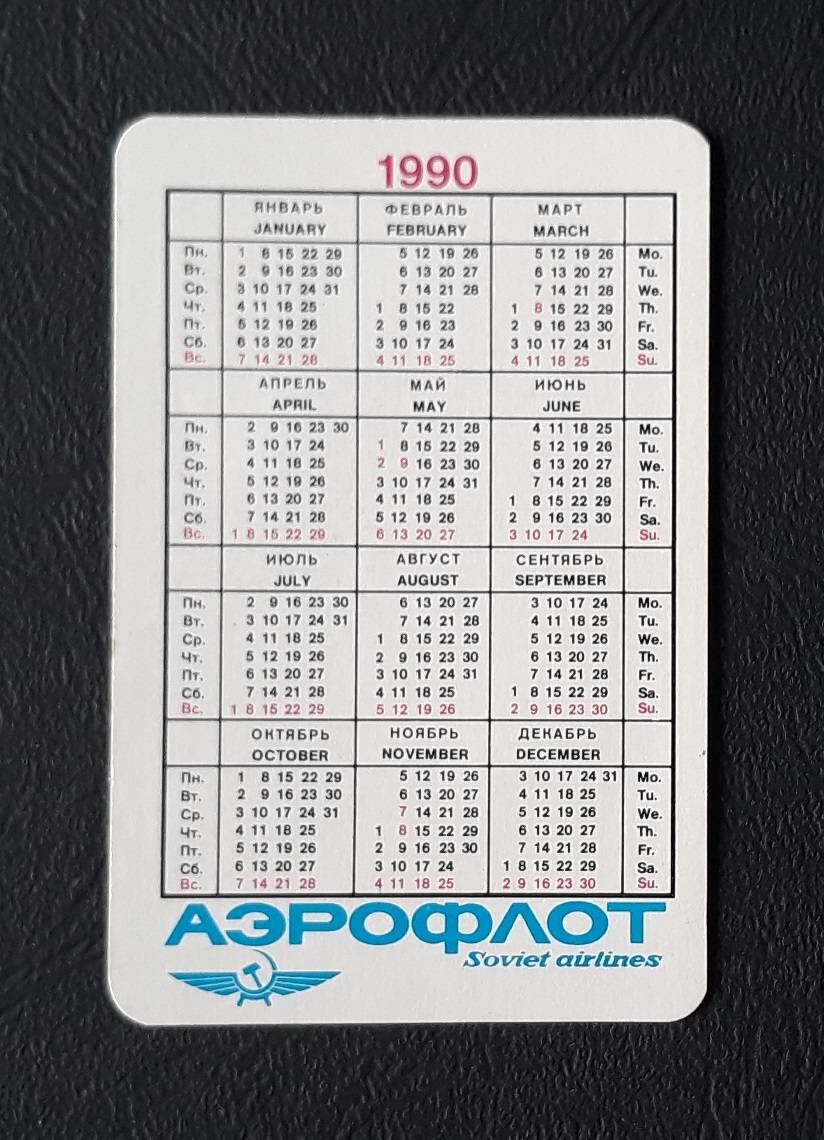 1990
ЯНВАРЬ ФЕВРАЛЬ МАРТ
JANUARY FEBRUARY MARCH
Пн. 1 8 15 22 29 5 12 19 26 5 12 19 26 Mo.
Вт. 2 9 16 23 30 6 13 20 27 6 13 20 27 Tu.
Ср. 3 10 17 24 31 7 14 21 28 7 14 21 28 We.
Чт. 4 11 18 25 1 8 15 22 1 8 15 22 29 Th.
Пт. 5 12 19 26 2 9 16 23 2 9 16 23 30 Fr.
Сб. 6 13 20 27 3 10 17 24 3 10 17 24 31 Sa.
Вс. 7 14 21 28 4 11 18 25 4 11 18 25 Su.
АПРЕЛЬ МАЙ ИЮНЬ
APRIL MAY JUNE
Пн. 2 9 16 23 30 7 14 21 28 4 11 18 25 Mo.
Вт. 3 10 17 24 1 8 15 22 29 5 12 19 26 Tu.
Ср. 4 11 18 25 2 9 16 23 30 6 13 20 27 We.
Чт. 5 12 19 26 3 10 17 24 31 7 14 21 28 Th.
Пт. 6 13 20 27 4 11 18 25 1 8 15 22 29 Fr.
Сб. 7 14 21 28 5 12 19 26 2 9 16 23 30 Sa.
Вс. 1 8 15 22 29 6 13 20 27 3 10 17 24 Su.
ИЮЛЬ АВГУСТ СЕНТЯБРЬ
JULY AUGUST SEPTEMBER
Пн. 2 9 16 23 30 6 13 20 27 3 10 17 24 Mo.
Вт. 3 10 17 24 31 7 14 21 28 4 11 18 25 Tu.
Ср. 4 11 18 25 1 8 15 22 29 5 12 19 26 We.
Чт. 5 12 19 26 2 9 16 23 30 6 13 20 27 Th.
Пт. 6 13 20 27 3 10 17 24 31 7 14 21 28 Fr.
Сб. 7 14 21 28 4 11 18 25 1 8 15 22 29 Sa.
Вс. 1 8 15 22 29 5 12 19 26 2 9 16 23 30 Su.
ОКТЯБРЬ НОЯБРЬ ДЕКАБРЬ
OCTOBER NOVEMBER DECEMBER
Пн. 1 8 15 22 29 5 12 19 26 3 10 17 24 31 Mo.
Вт. 2 9 16 23 30 6 13 20 27 4 11 18 25 Tu.
Ср. 3 10 17 24 31 7 14 21 28 5 12 19 26 We.
Чт. 4 11 18 25 1 8 15 22 29 6 13 20 27 Th.
Пт. 5 12 19 26 2 9 16 23 30 7 14 21 28 Fr.
Сб. 6 13 20 27 3 10 17 24 1 8 15 22 29 Sa.
Вс. 7 14 21 28 4 11 18 25 2 9 16 23 30 Su.
АЭРОФЛОТ
Soviet airlines